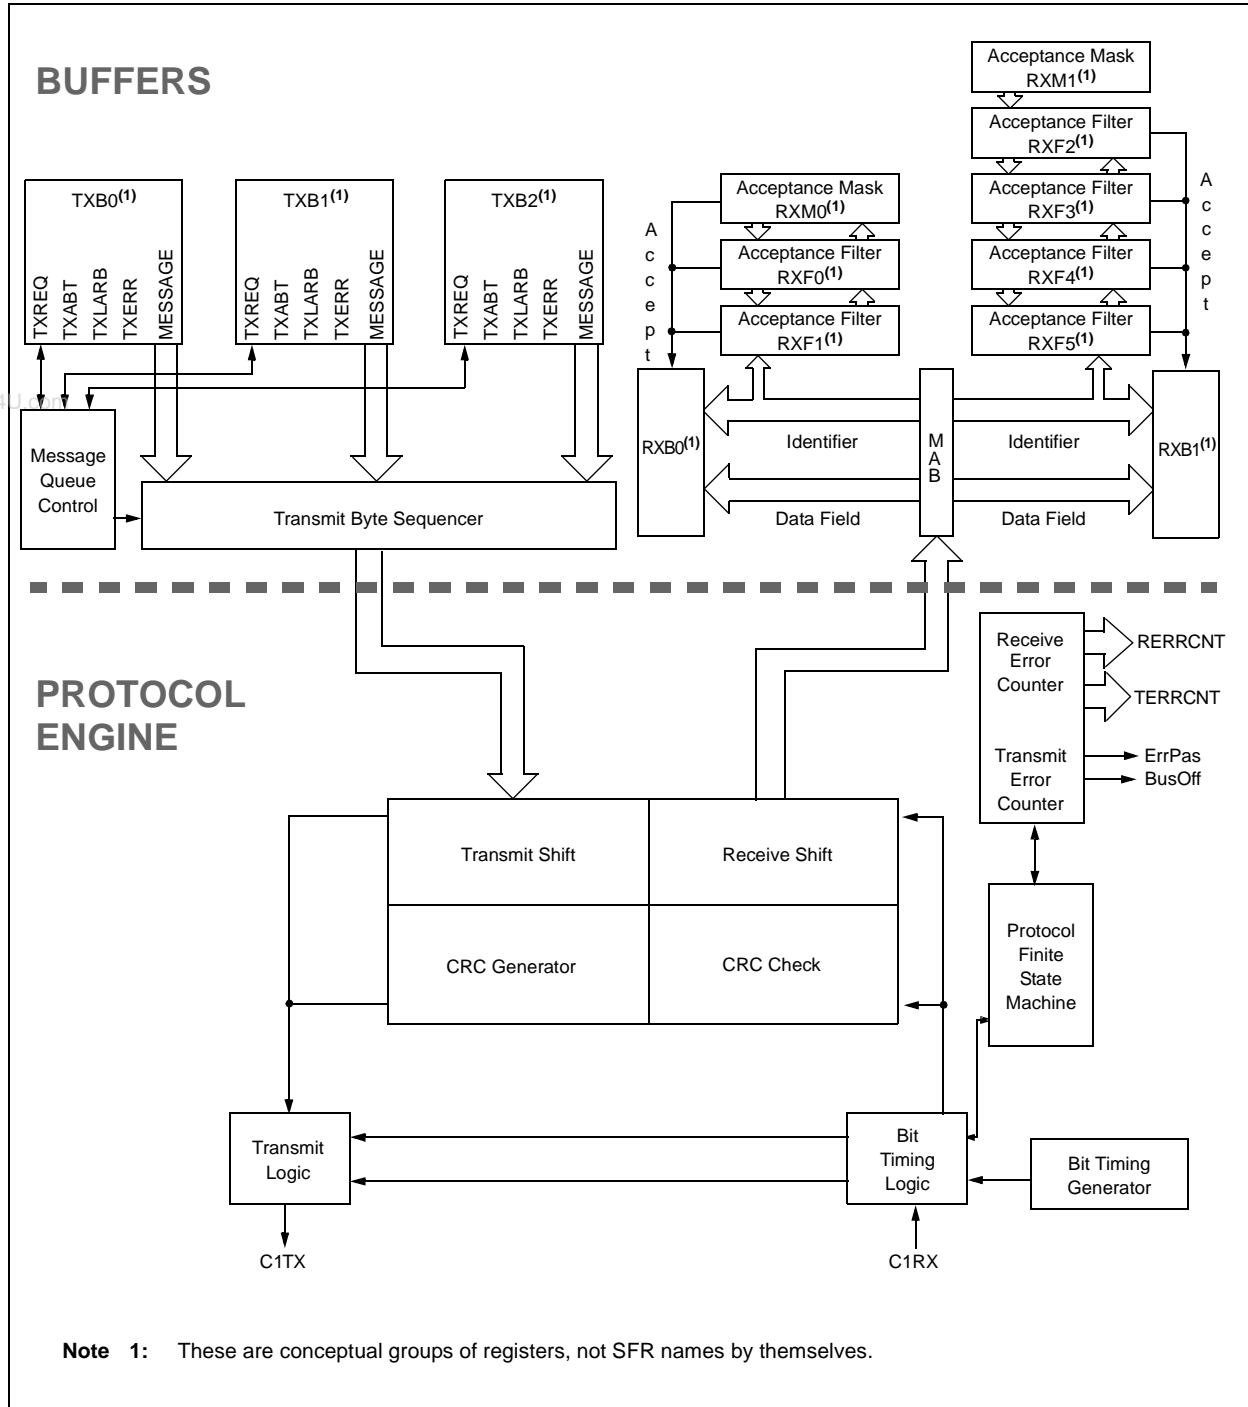 BUFFERS
TXB0(1)
TXREQ
TXABT
TXLARB
TXERR
MESSAGE
TXB1(1)
TXREQ
TXABT
TXLARB
TXERR
MESSAGE
TXB2(1)
TXREQ
TXABT
TXLARB
TXERR
MESSAGE
Message
Queue
Control
Transmit Byte Sequencer
Acceptance Mask
RXM0(1)
Acceptance Filter
RXF0(1)
Acceptance Filter
RXF1(1)
Accept
Acceptance Mask
RXM1(1)
Acceptance Filter
RXF2(1)
Acceptance Filter
RXF3(1)
Acceptance Filter
RXF4(1)
Acceptance Filter
RXF5(1)
Accept
RXB0(1)
Identifier
Data Field
MAB
Identifier
Data Field
RXB1(1)
4U.com
PROTOCOL
ENGINE
Receive
Error
Counter
Transmit
Error
Counter
RERRCNT
TERRCNT
ErrPas
BusOff
Transmit Shift
Receive Shift
CRC Generator
CRC Check
Protocol
Finite
State
Machine
Transmit
Logic
Bit
Timing
Logic
Bit Timing
Generator
C1TX
C1RX
Note 1: These are conceptual groups of registers, not SFR names by themselves.